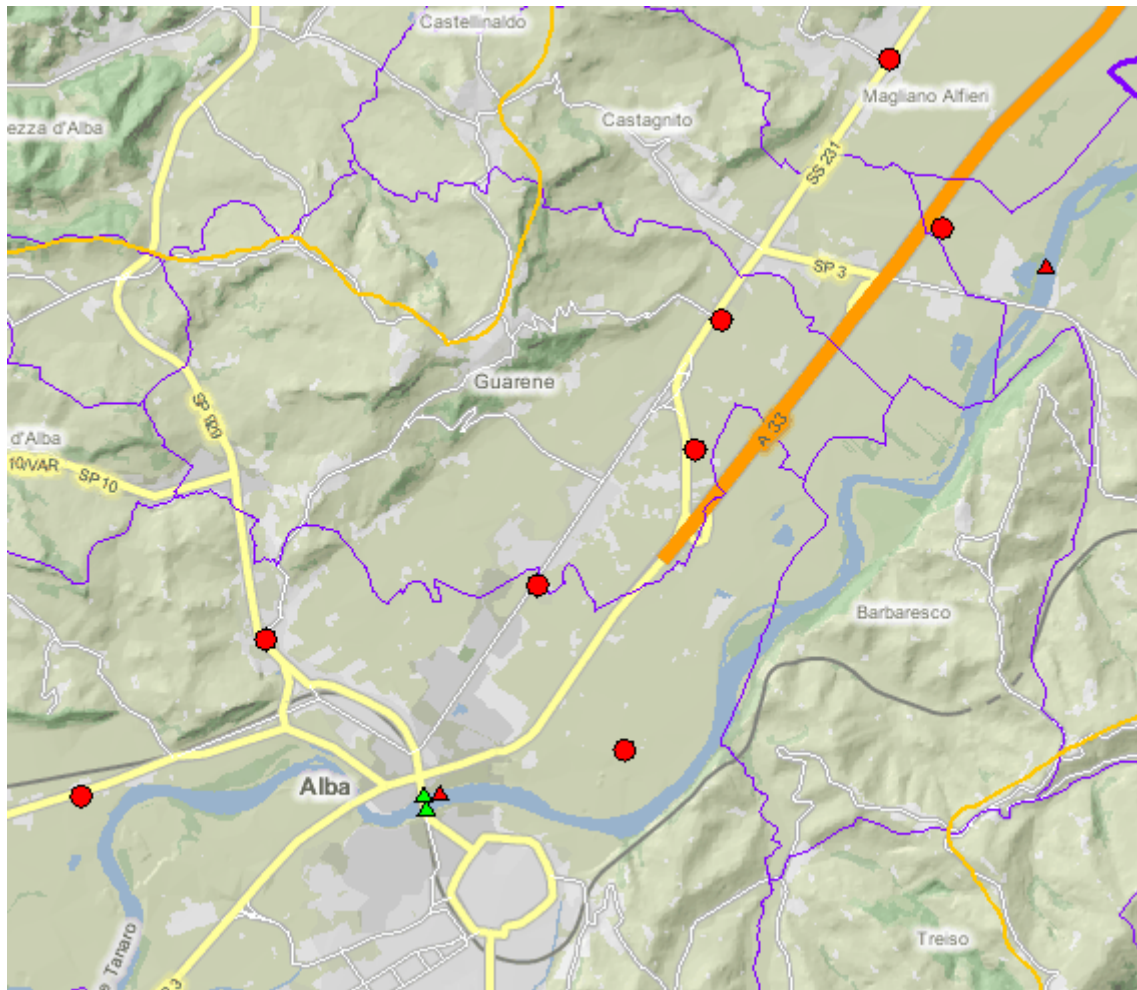 Castellinaldo
Magliano Alfieri
Castagnito
ezza d'Alba
SS 231
SP 3
Guarene
SP 929
A 33
d'Alba
10/VAR
SP 10
Barbaresco
Alba
Treiso
e Tanaro
P 3